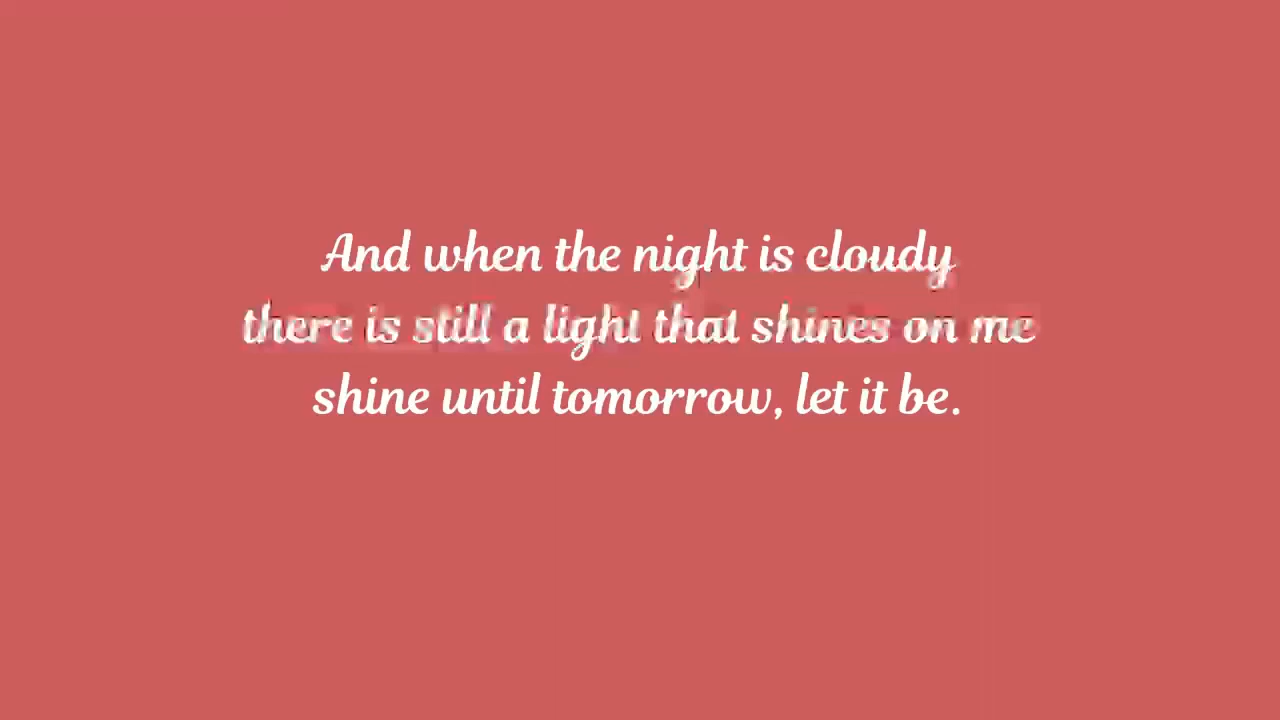 And when the night is cloudy
there is still a light that shines on me
shine until tomorrow, let it be.